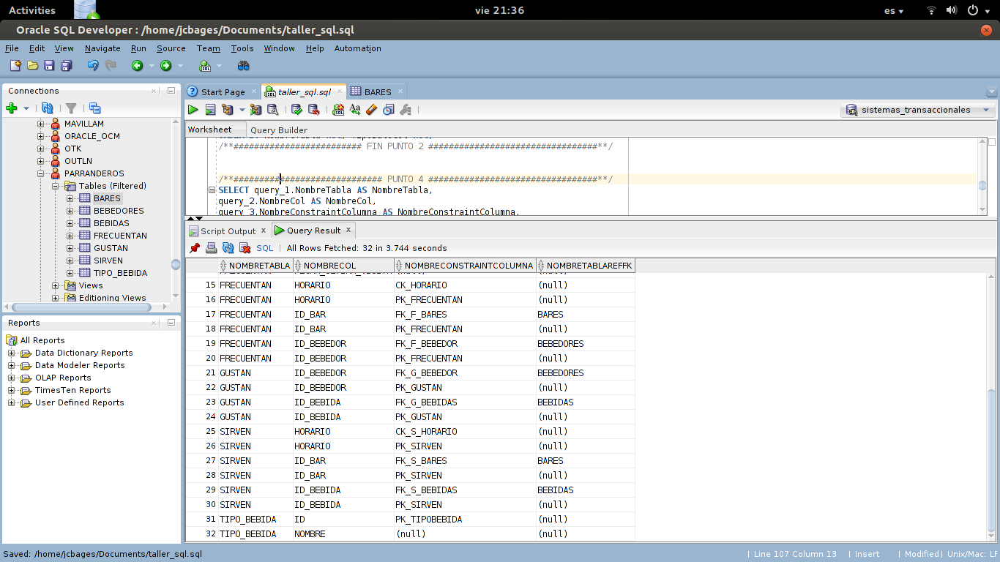 Activities
vie 21:36
es
Oracle SQL Developer : /home/jcbages/Documents/taller_sql.sql
File Edit View Navigate Run Source Team Tools Window Help Automation
Connections x
MAVILLAM
ORACLE_OCM
OTK
OUTLN
PARRANDEROS
Tables (Filtered)
BARES
BEBEDORES
BEBIDAS
FRECUENTAN
GUSTAN
SIRVEN
TIPO_BEBIDA
Views
Editioning Views
Reports x
All Reports
Data Dictionary Reports
Data Modeler Reports
OLAP Reports
TimesTen Reports
User Defined Reports
Start Page x taller_sql.sql x BARES x
sistemas_transaccionales
Worksheet Query Builder
/**######################### FIN PUNTO 2 #################################**/
/**############################# PUNTO 4 #################################**/
SELECT query_1.NombreTabla AS NombreTabla,
query_2.NombreCol AS NombreCol,
query_3.NombreConstraintColumna AS NombreConstraintColumna,
Script Output x Query Result x
SQL | All Rows Fetched: 32 in 3.744 seconds
NOMBRETABLA NOMBRECOL NOMBRECONSTRAINTCOLUMNA NOMBRETABLAREFFK
15 FRECUENTAN HORARIO CK_HORARIO (null)
16 FRECUENTAN HORARIO PK_FRECUENTAN (null)
17 FRECUENTAN ID_BAR FK_F_BARES BARES
18 FRECUENTAN ID_BAR PK_FRECUENTAN (null)
19 FRECUENTAN ID_BEBEDOR FK_F_BEBEDOR BEBEDORES
20 FRECUENTAN ID_BEBEDOR PK_FRECUENTAN (null)
21 GUSTAN ID_BEBEDOR FK_G_BEBEDOR BEBEDORES
22 GUSTAN ID_BEBEDOR PK_GUSTAN (null)
23 GUSTAN ID_BEBIDA FK_G_BEBIDAS BEBIDAS
24 GUSTAN ID_BEBIDA PK_GUSTAN (null)
25 SIRVEN HORARIO CK_S_HORARIO (null)
26 SIRVEN HORARIO PK_SIRVEN (null)
27 SIRVEN ID_BAR FK_S_BARES BARES
28 SIRVEN ID_BAR PK_SIRVEN (null)
29 SIRVEN ID_BEBIDA FK_S_BEBIDAS BEBIDAS
30 SIRVEN ID_BEBIDA PK_SIRVEN (null)
31 TIPO_BEBIDA ID PK_TIPOBEBIDA (null)
32 TIPO_BEBIDA NOMBRE (null) (null)
Saved: /home/jcbages/Documents/taller_sql.sql
| Line 107 Column 13 | Insert | Modified | Unix/Mac: LF